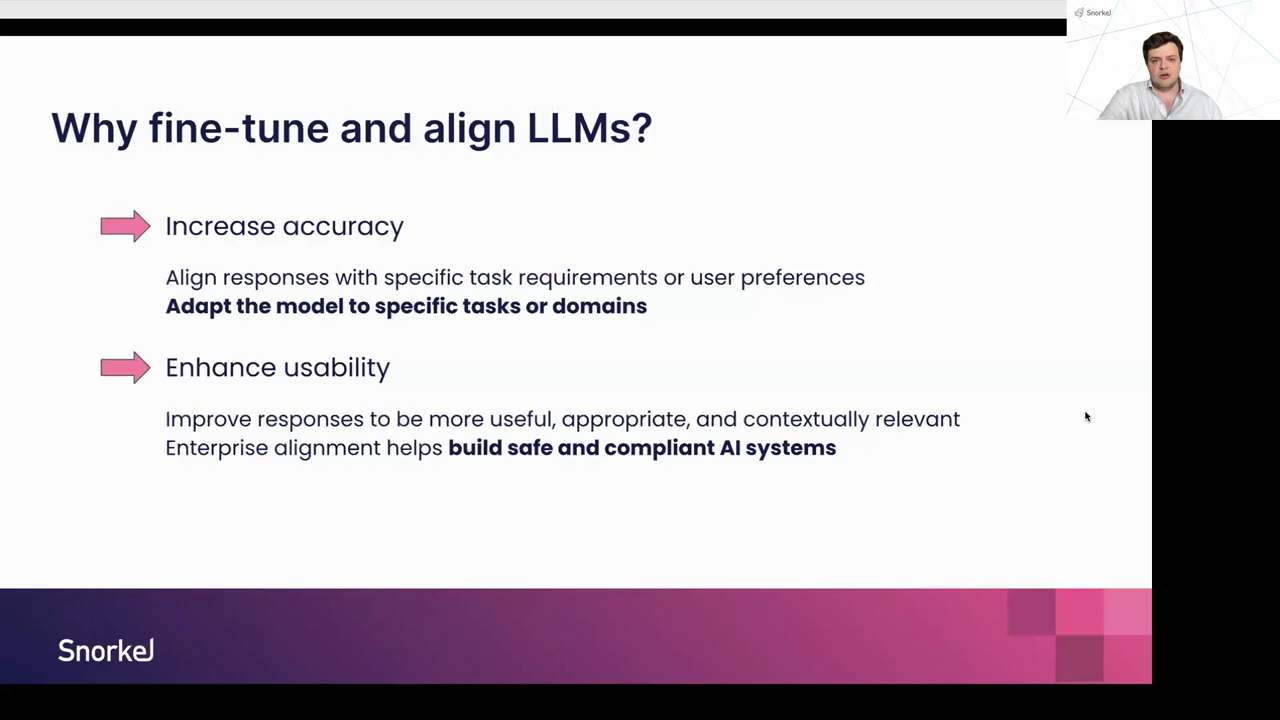 Snorkel
Why fine-tune and align LLMs?
Increase accuracy
Align responses with specific task requirements or user preferences
Adapt the model to specific tasks or domains
Enhance usability
Improve responses to be more useful, appropriate, and contextually relevant
Enterprise alignment helps build safe and compliant AI systems
Snorkel